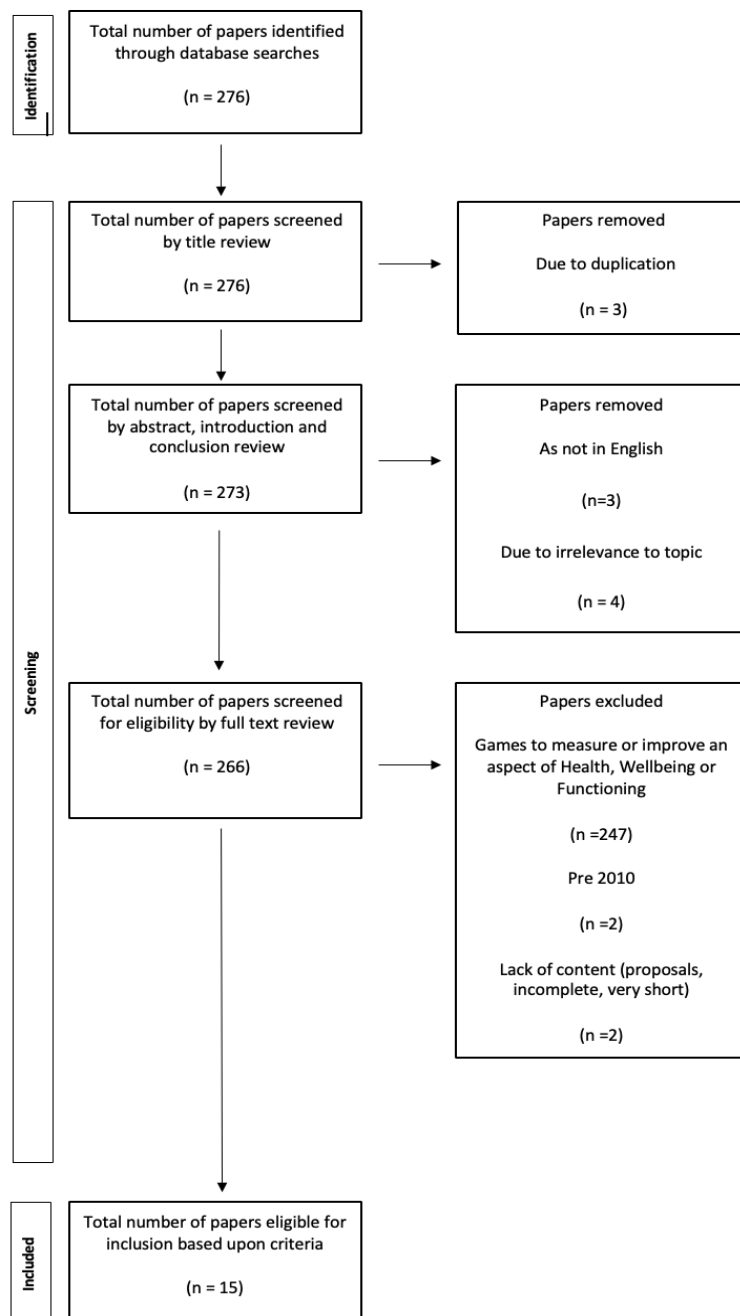 Identification
Total number of papers identified
through database searches
(n = 276)
Screening
Total number of papers screened
by title review
(n = 276)
Papers removed
Due to duplication
(n = 3)
Total number of papers screened
by abstract, introduction and
conclusion review
(n = 273)
Papers removed
As not in English
(n=3)
Due to irrelevance to topic
(n = 4)
Total number of papers screened
for eligibility by full text review
(n = 266)
Papers excluded
Games to measure or improve an
aspect of Health, Wellbeing or
Functioning
(n =247)
Pre 2010
(n =2)
Lack of content (proposals,
incomplete, very short)
(n =2)
Included
Total number of papers eligible for
inclusion based upon criteria
(n = 15)